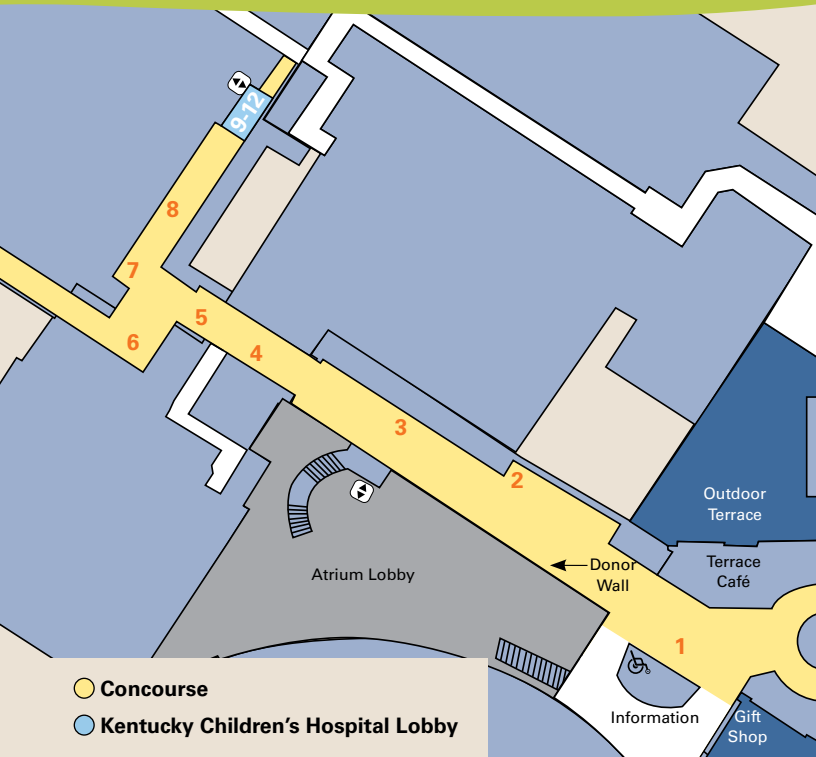 9-12
8
7
5
6
4
3
2
Outdoor
Terrace
Donor
Wall
Terrace
Café
Atrium Lobby
1
Information
Gift
Shop
Concourse
Kentucky Children’s Hospital Lobby